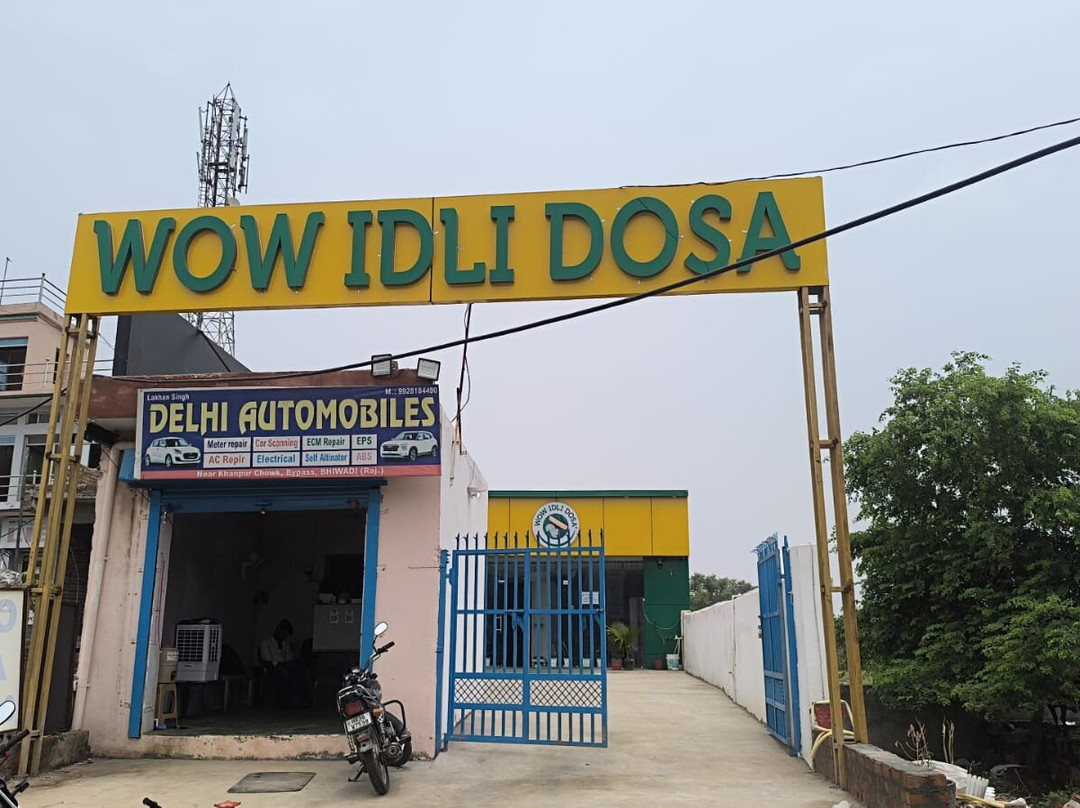 WOW IDLI DOSA
Lakhan Singh
M.: 9928184490
DELHI AUTOMOBILES
Meter repair Car Scanning ECM Repair EPS
AC Repir Electrical Self Altinator ABS
Near Khanpur Chowk, Bypass, BHIWADI (Raj.)
WOW IDLI DOSA